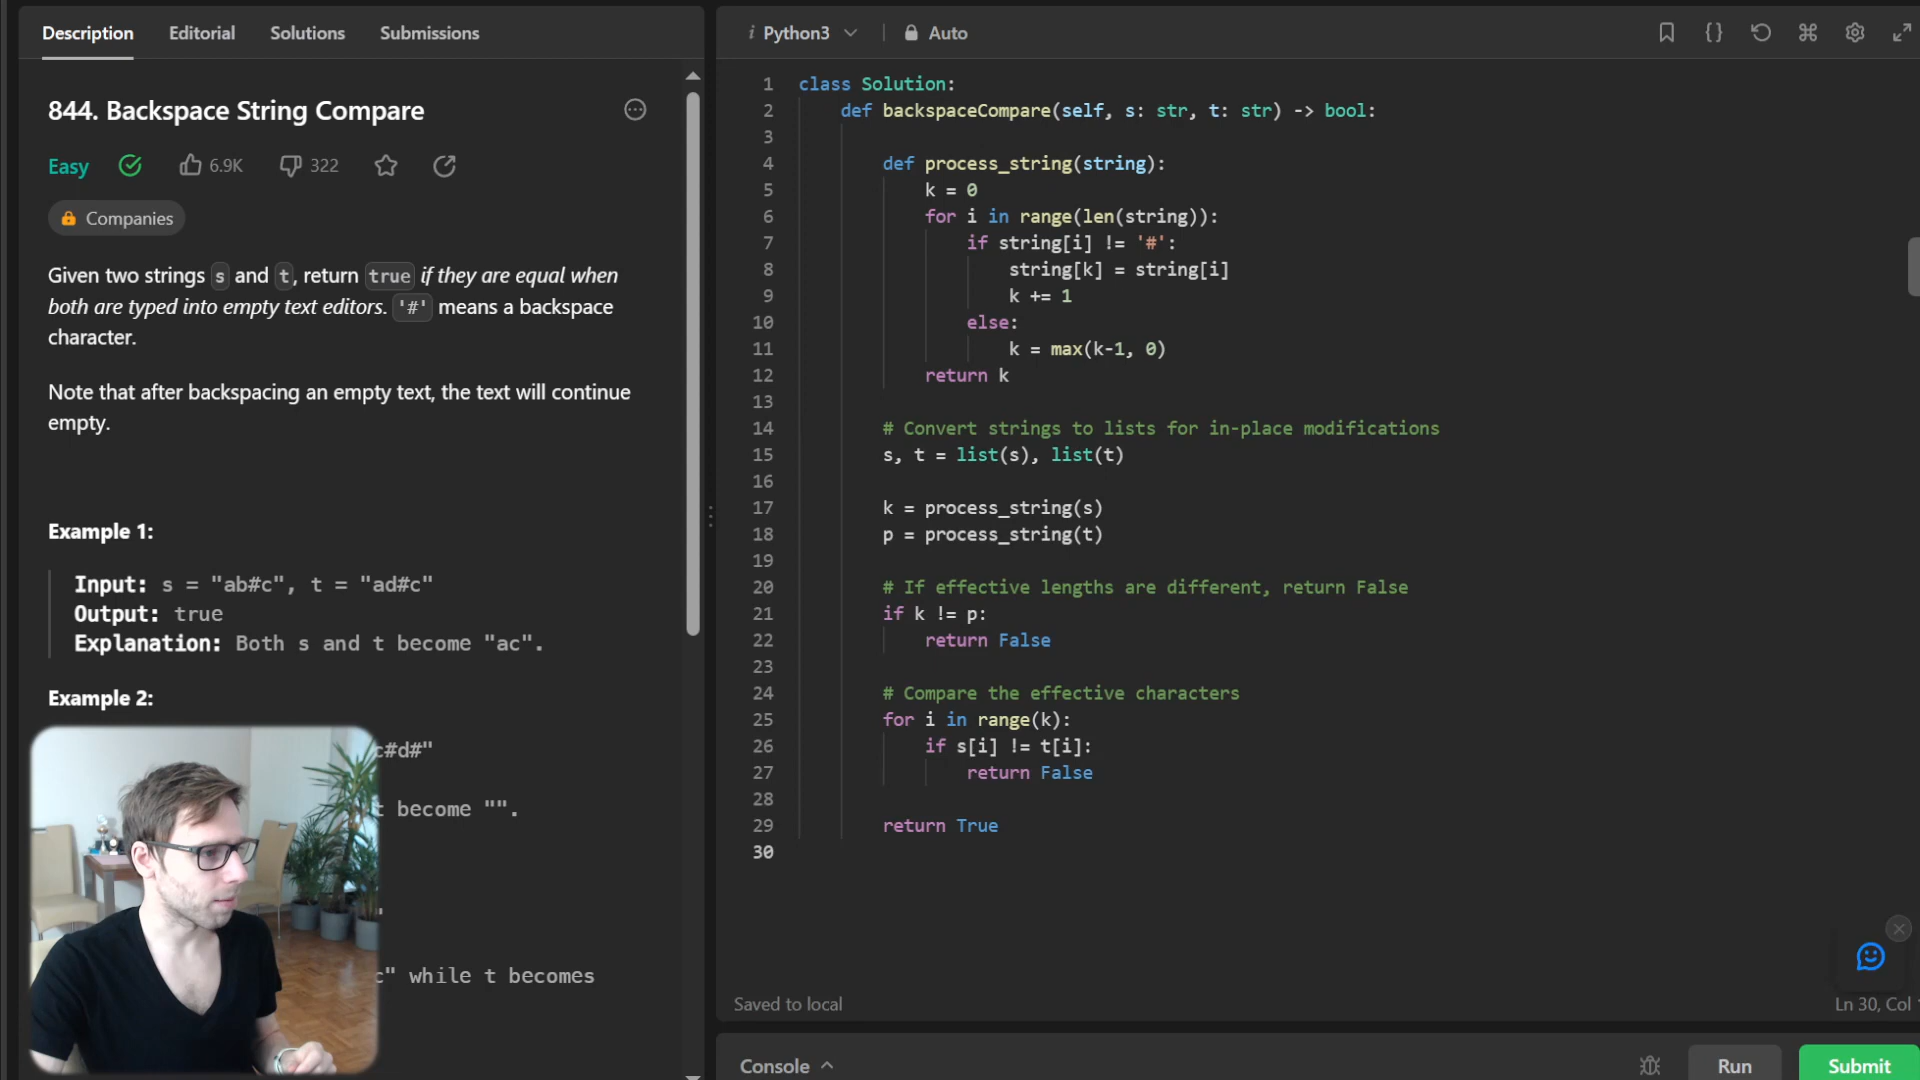 Description Editorial Solutions Submissions
844. Backspace String Compare
Easy 6.9K 322
Companies
Given two strings s and t, return true if they are equal when
both are typed into empty text editors. '#' means a backspace
character.
Note that after backspacing an empty text, the text will continue
empty.
Example 1:
Input: s = "ab#c", t = "ad#c"
Output: true
Explanation: Both s and t become "ac".
Example 2:
c#d#"
t become "".
"
c" while t becomes
i Python3 Auto
1 class Solution:
2 def backspaceCompare(self, s: str, t: str) -> bool:
3
4 def process_string(string):
5 k = 0
6 for i in range(len(string)):
7 if string[i] != '#':
8 string[k] = string[i]
9 k += 1
10 else:
11 k = max(k-1, 0)
12 return k
13
14 # Convert strings to lists for in-place modifications
15 s, t = list(s), list(t)
16
17 k = process_string(s)
18 p = process_string(t)
19
20 # If effective lengths are different, return False
21 if k != p:
22 return False
23
24 # Compare the effective characters
25 for i in range(k):
26 if s[i] != t[i]:
27 return False
28
29 return True
30
Saved to local
Ln 30, Col
Console Run Submit